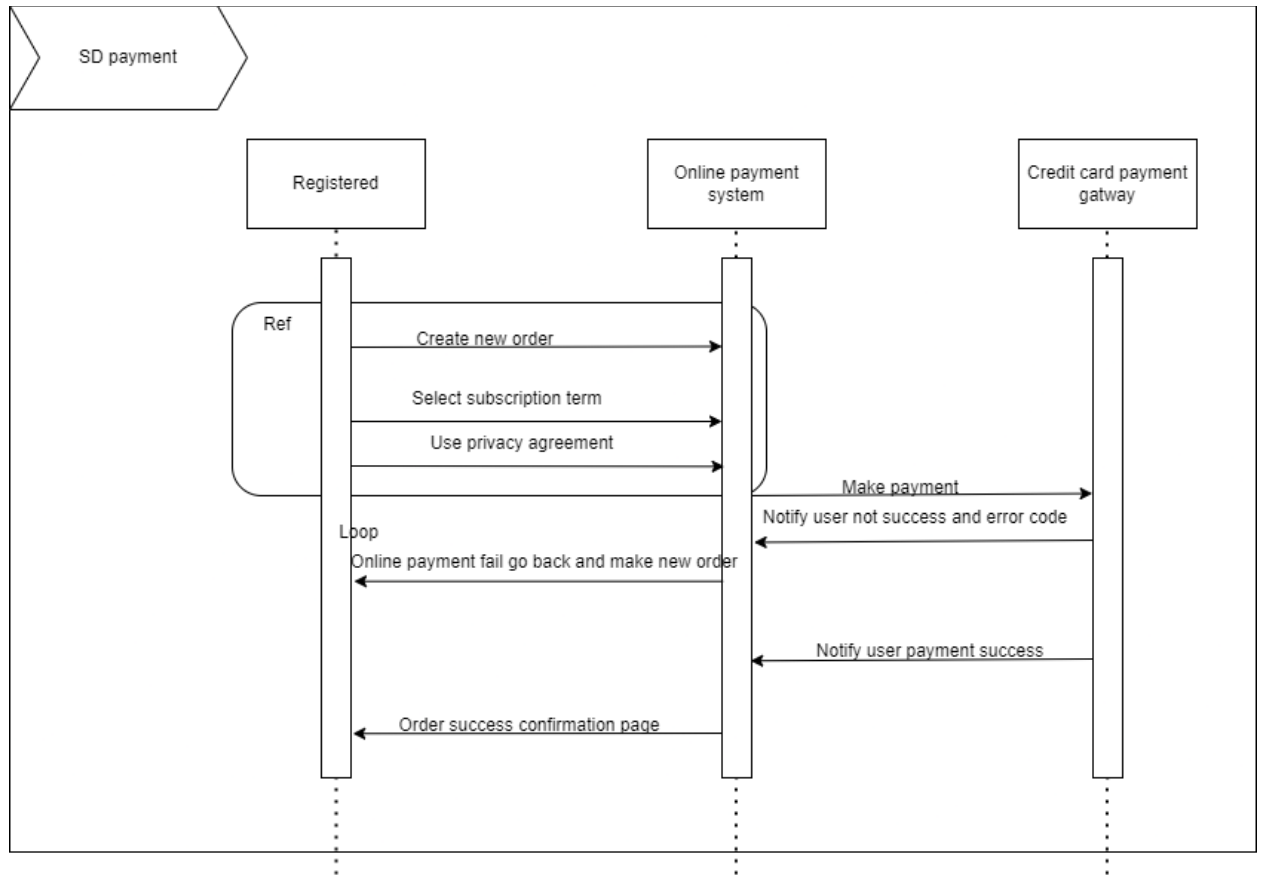 SD payment
Registered
Online payment
system
Credit card payment
gatway
Ref
Create new order
Select subscription term
Use privacy agreement
Make payment
Notify user not success and error code
Loop
Online payment fail go back and make new order
Notify user payment success
Order success confirmation page